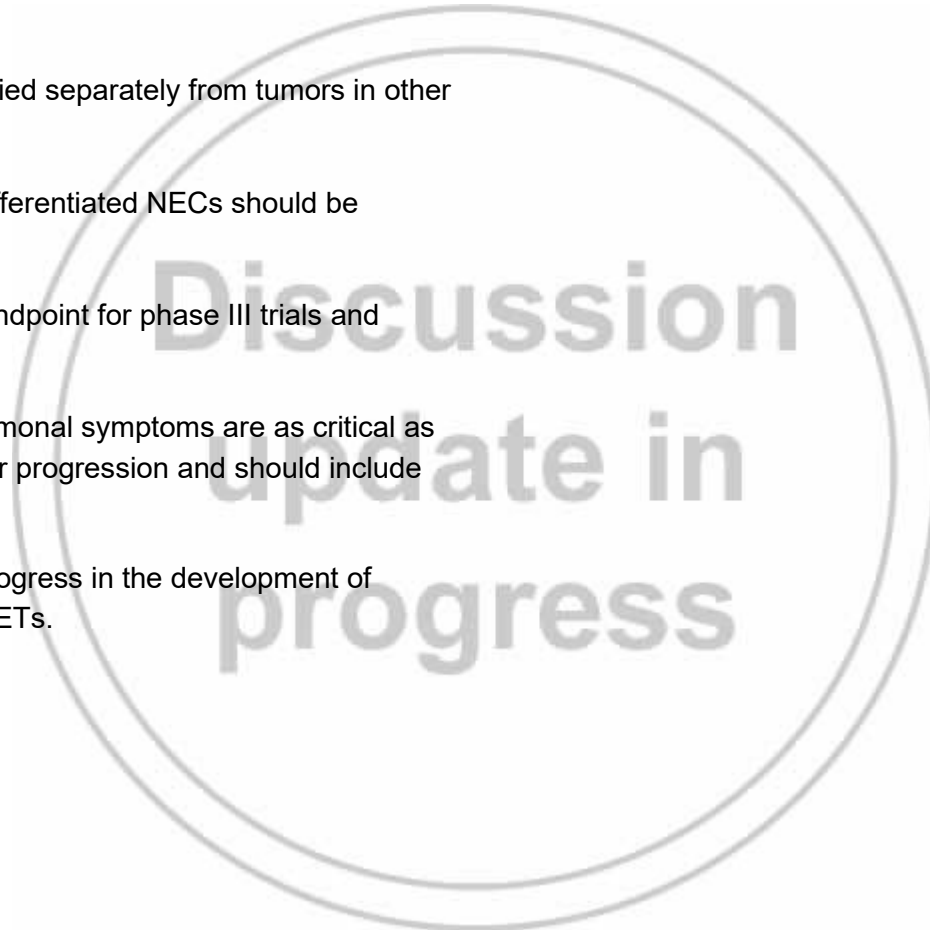 ied separately from tumors in other
fferentiated NECs should be
ndpoint for phase III trials and
monal symptoms are as critical as
r progression and should include
ogress in the development of
ETs.
Discussion
update in
progress